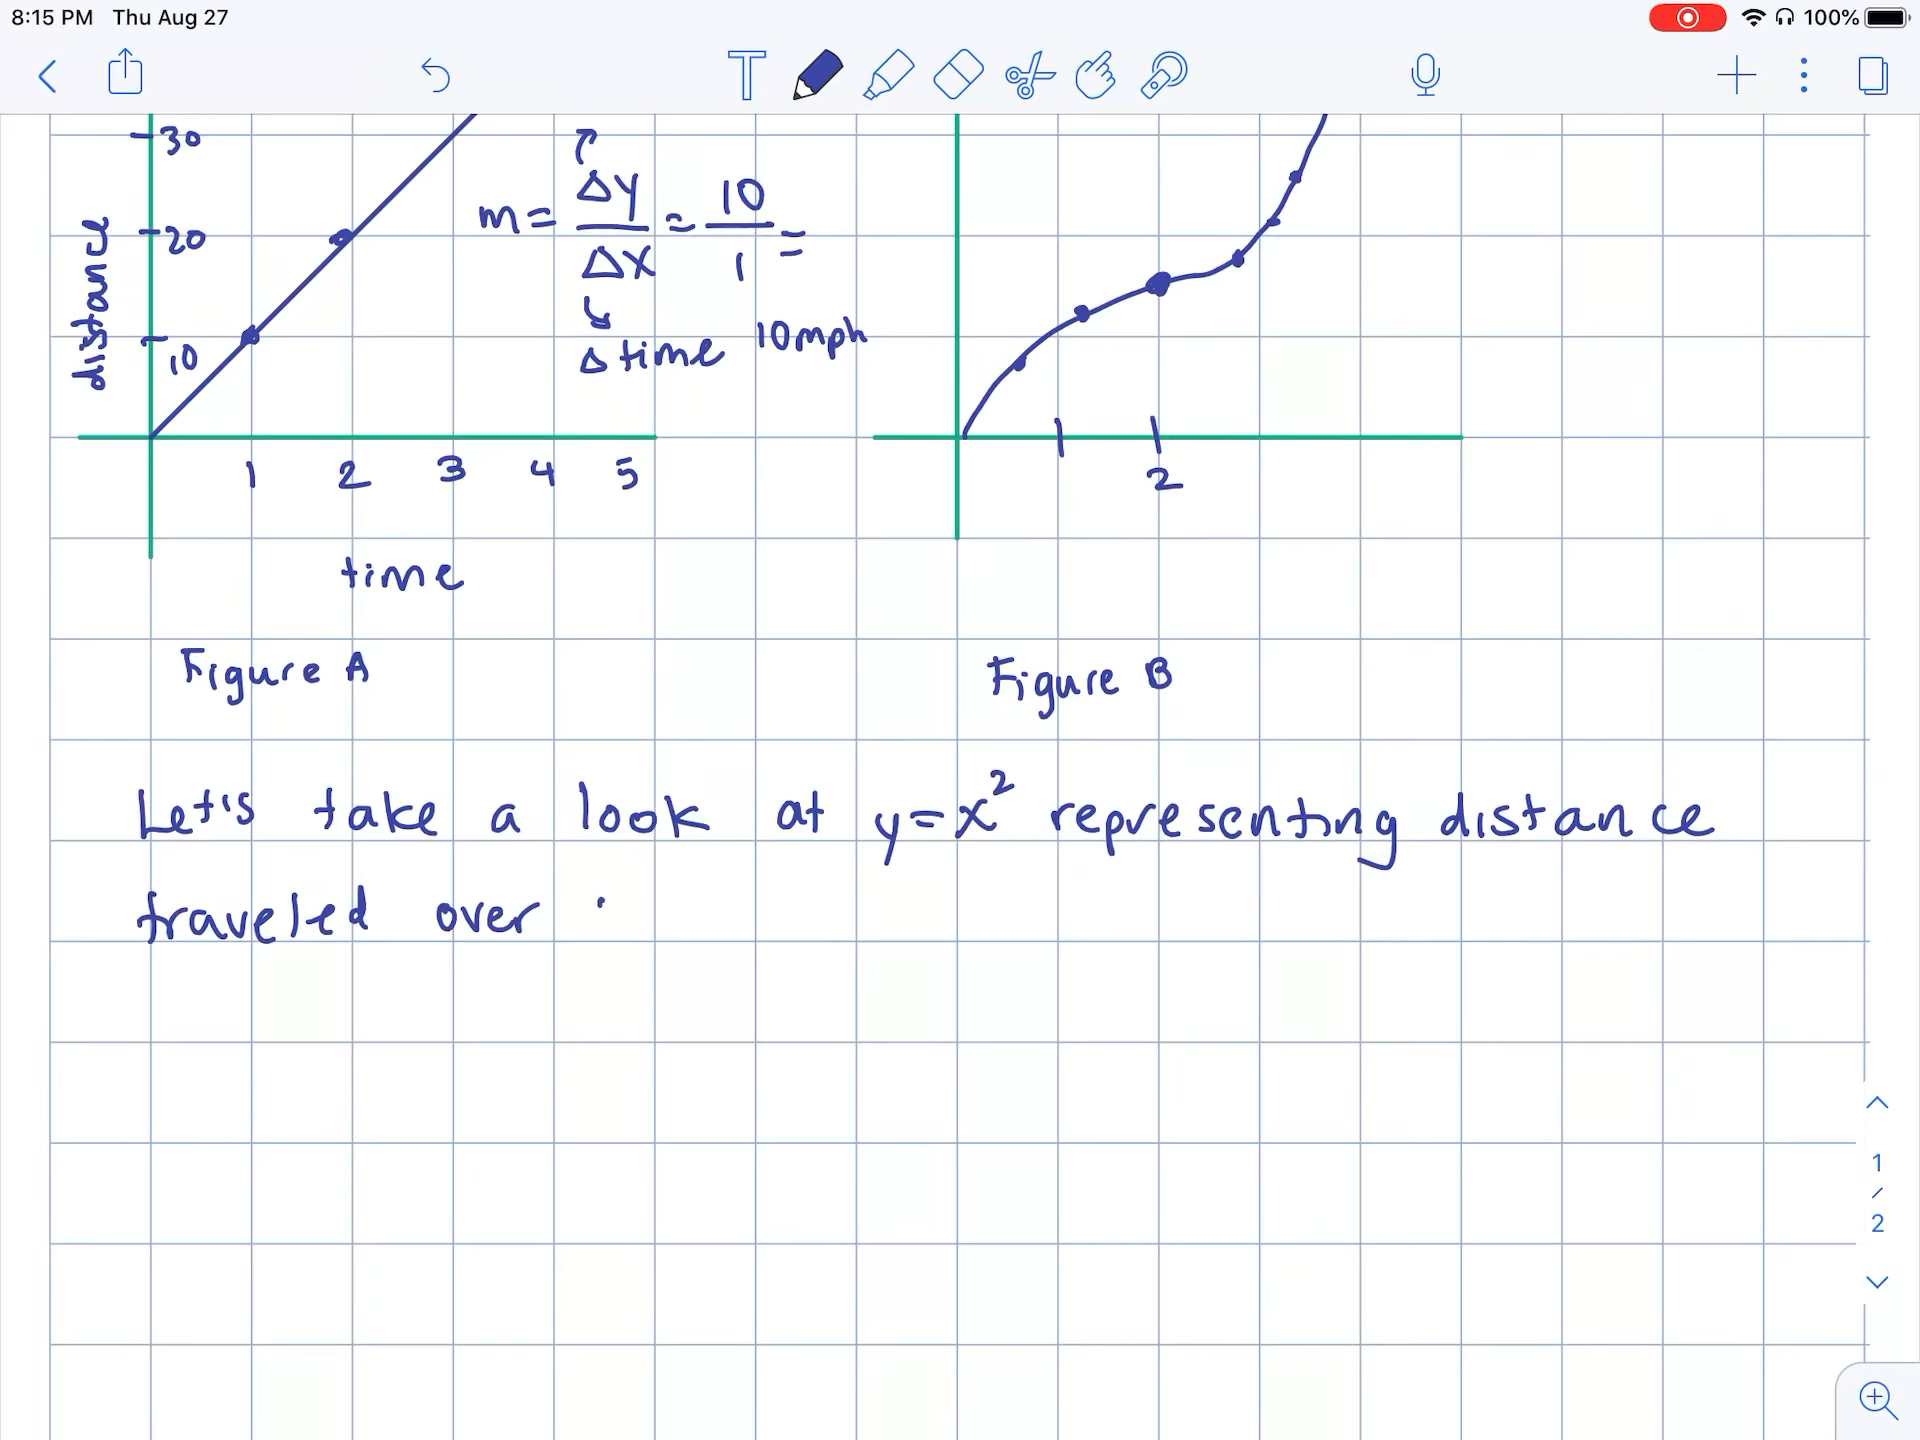 8:15 PM Thu Aug 27
100%
T
30
20
10
distance
1 2 3 4 5
time
m = Δy/Δx = 10/1 =
Δ time
10mph
1
2
Figure A
Figure B
Let's take a look at y=x² representing distance
traveled over
1
/
2